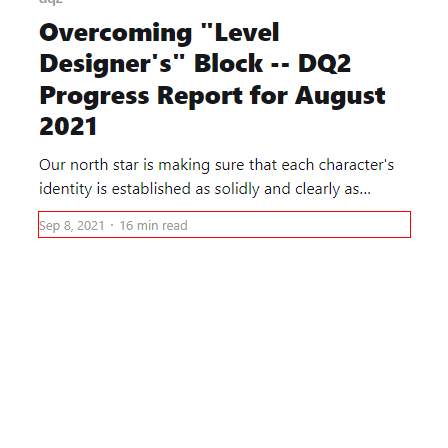 dq2
Overcoming "Level
Designer's" Block -- DQ2
Progress Report for August
2021
Our north star is making sure that each character's
identity is established as solidly and clearly as...
Sep 8, 2021 · 16 min read